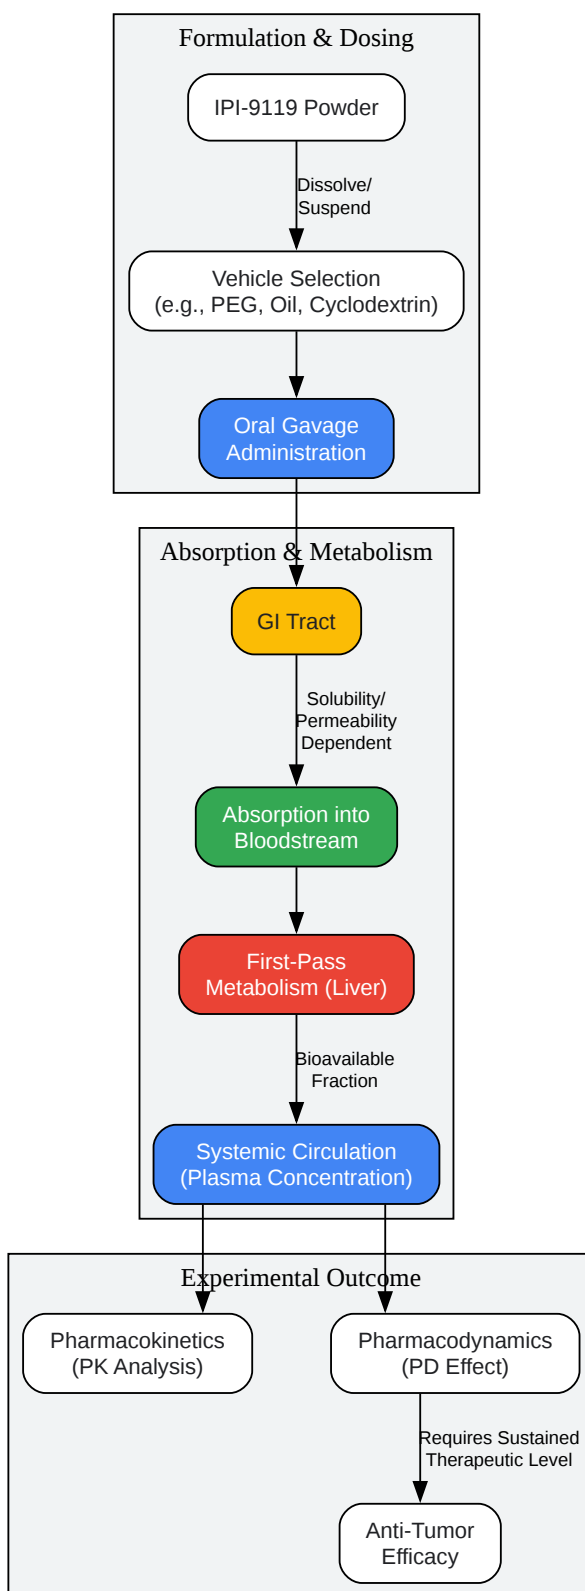 Formulation & Dosing
IPI-9119 Powder
Dissolve/
Suspend
Vehicle Selection
(e.g., PEG, Oil, Cyclodextrin)
Oral Gavage
Administration
Absorption & Metabolism
GI Tract
Solubility/
Permeability
Dependent
Absorption into
Bloodstream
First-Pass
Metabolism (Liver)
Bioavailable
Fraction
Systemic Circulation
(Plasma Concentration)
Experimental Outcome
Pharmacokinetics
(PK Analysis)
Pharmacodynamics
(PD Effect)
Requires Sustained
Therapeutic Level
Anti-Tumor
Efficacy